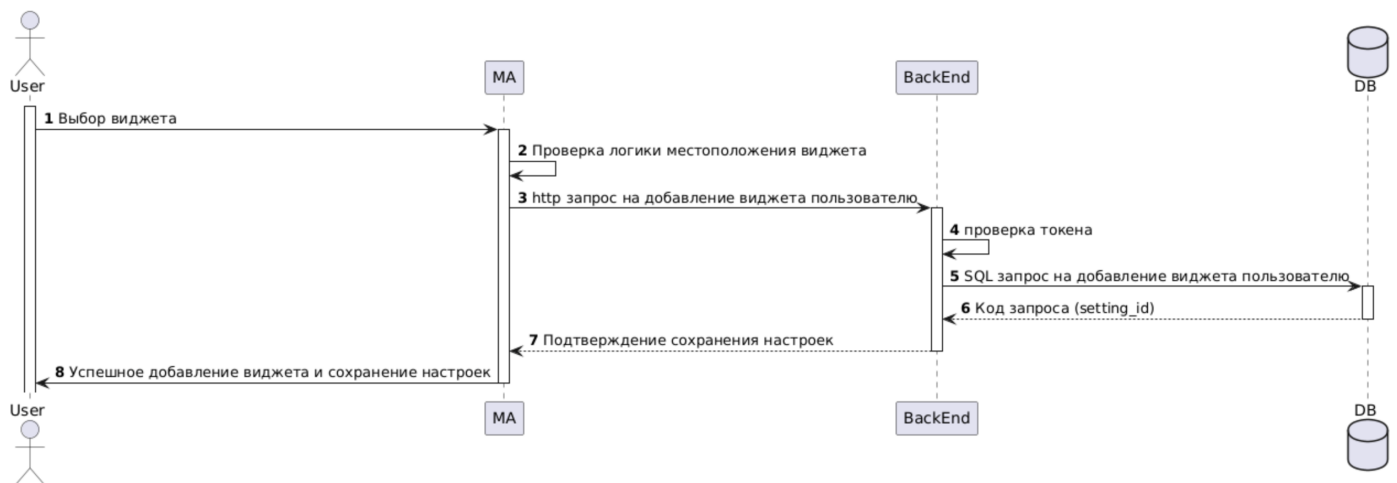 User
MA
BackEnd
DB
1 Выбор виджета
2 Проверка логики местоположения виджета
3 http запрос на добавление виджета пользователю
4 проверка токена
5 SQL запрос на добавление виджета пользователю
6 Код запроса (setting_id)
7 Подтверждение сохранения настроек
8 Успешное добавление виджета и сохранение настроек
User
MA
BackEnd
DB